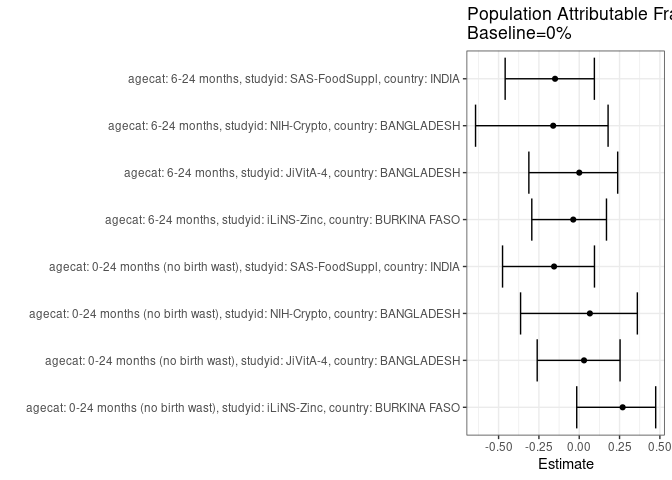 Population Attributable Fra
Baseline=0%
agecat: 6-24 months, studyid: SAS-FoodSuppl, country: INDIA
agecat: 6-24 months, studyid: NIH-Crypto, country: BANGLADESH
agecat: 6-24 months, studyid: JiVitA-4, country: BANGLADESH
agecat: 6-24 months, studyid: iLiNS-Zinc, country: BURKINA FASO
agecat: 0-24 months (no birth wast), studyid: SAS-FoodSuppl, country: INDIA
agecat: 0-24 months (no birth wast), studyid: NIH-Crypto, country: BANGLADESH
agecat: 0-24 months (no birth wast), studyid: JiVitA-4, country: BANGLADESH
agecat: 0-24 months (no birth wast), studyid: iLiNS-Zinc, country: BURKINA FASO
-0.50 -0.25 0.00 0.25 0.50
Estimate